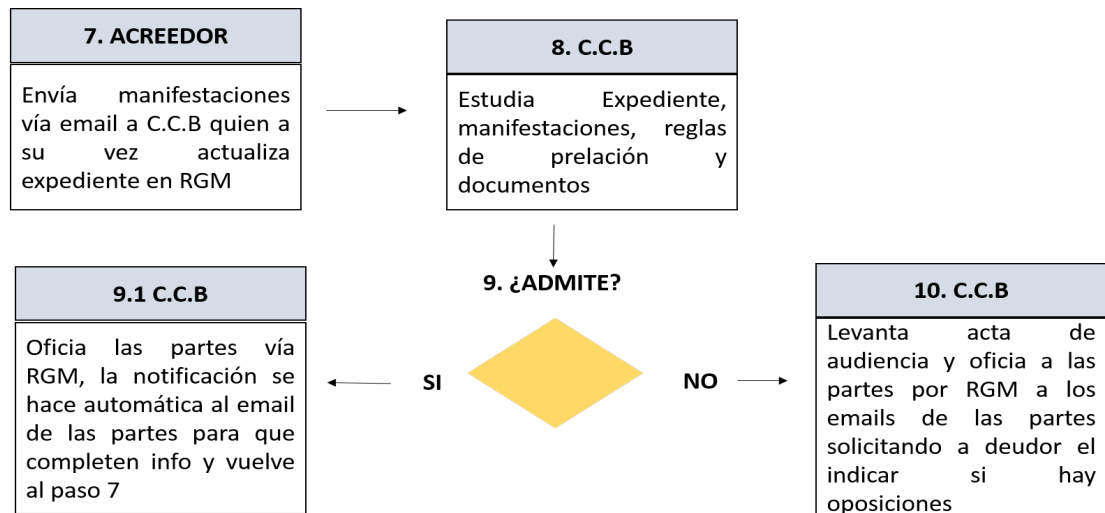 7. ACREEDOR
Envía manifestaciones
vía email a C.C.B quien a
su vez actualiza
expediente en RGM
8. C.C.B
Estudia Expediente,
manifestaciones, reglas
de prelación y
documentos
9. ¿ADMITE?
9.1 C.C.B
Oficia las partes vía
RGM, la notificación se
hace automática al email
de las partes para que
completen info y vuelve
al paso 7
SI
NO
10. C.C.B
Levanta acta de
audiencia y oficia a las
partes por RGM a los
emails de las partes
solicitando a deudor el
indicar si hay
oposiciones